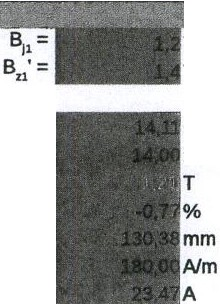 B_j1 = 1,2
B_z1' = 1,4
14,11
14,00
T
-0,77 %
130,38 mm
180,00 A/m
23,47 A